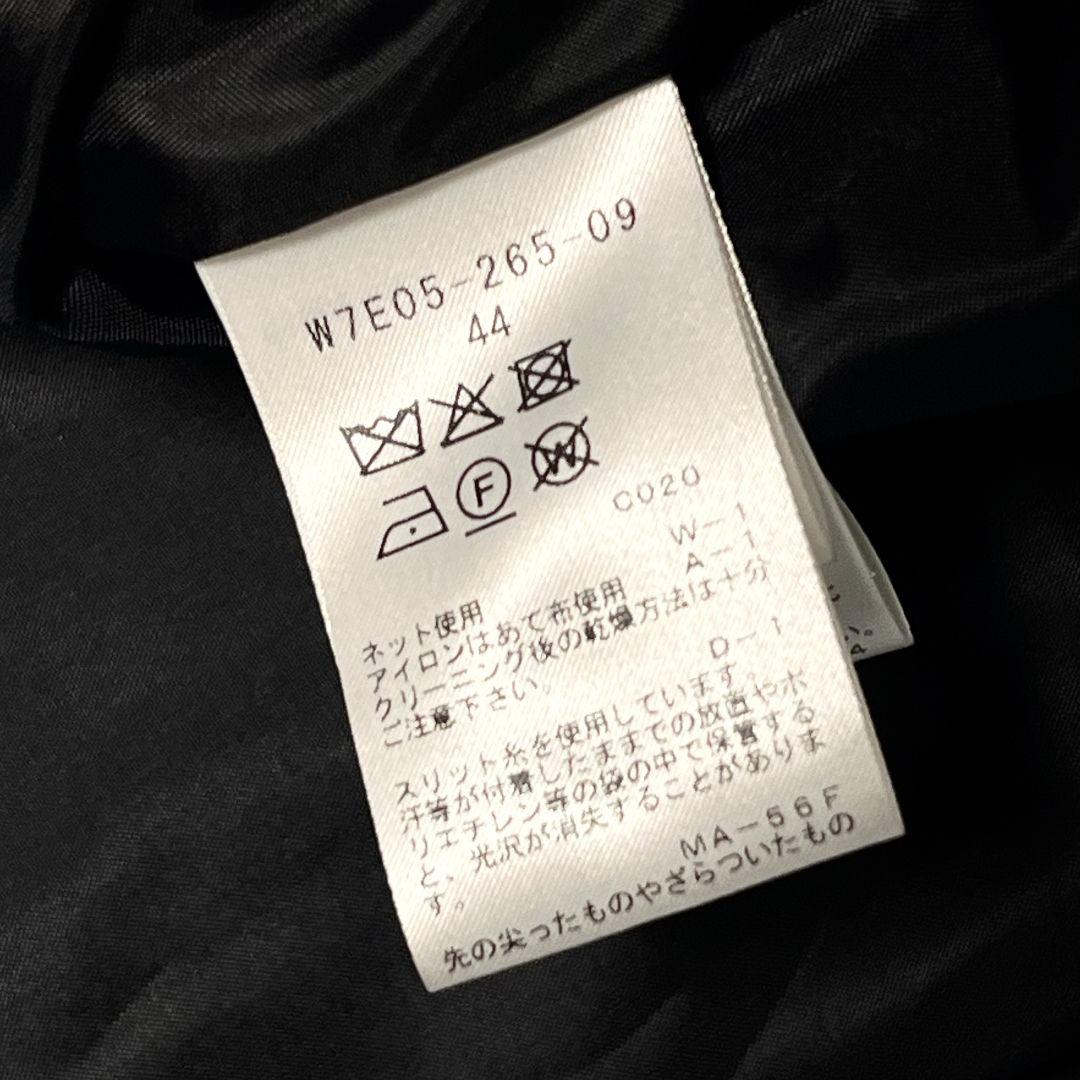 W7E05-265-09
44
F
W
C020
W-1
A-1
ネット使用
アイロンはあて布使用
クリーニング後の乾燥方法は十分
ご注意下さい。
D-1
スリット糸を使用しています。
汗等が付着したままでの放置やポ
リエチレン等の袋の中で保管する
と、光沢が消失することがありま
す。
MA-56F
先の尖ったものやざらついたもの
い。